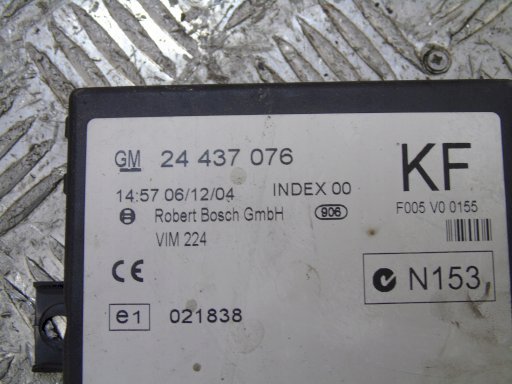 GM 24 437 076
KF
14:57 06/12/04 INDEX 00
Robert Bosch GmbH 906
F005 V0 0155
VIM 224
CE
N153
e1 021838